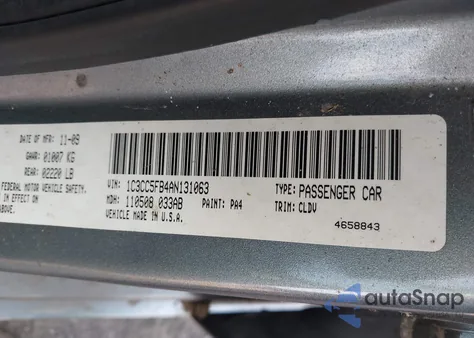 DATE OF MFR: 11-09
GAWR: 01007 KG
REAR: 02220 LB
FEDERAL MOTOR VEHICLE SAFETY,
IN EFFECT ON
VIN: 1C3CC5FB4AN131063
TYPE: PASSENGER CAR
MDH: 110508 033AB
PAINT: PA4
TRIM: CLDV
VEHICLE MADE IN U.S.A.
4658843
autoSnap